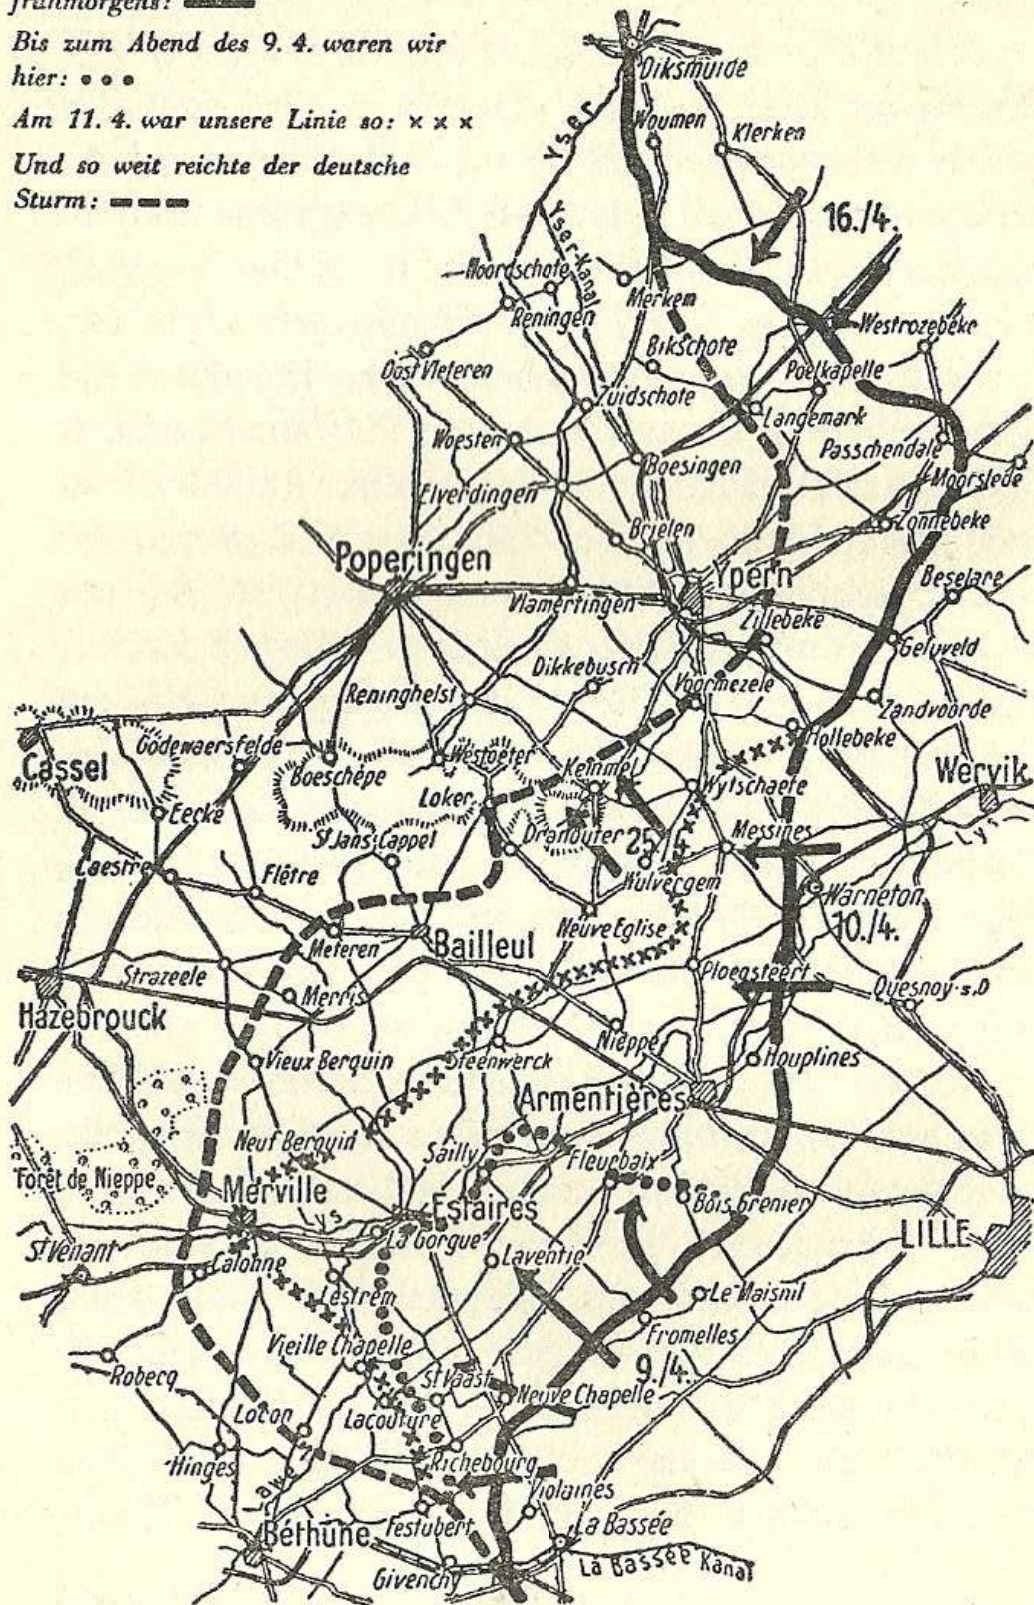 frühmorgens:
Bis zum Abend des 9. 4. waren wir
hier:
Am 11. 4. war unsere Linie so: x x x
Und so weit reichte der deutsche
Sturm:
Diksmuide
Yser
Woumen
Klerken
16./4.
Yser-Kanal
Noordschote
Merkem
Reningen
Westrozebeke
Bikschote
Oost Vleteren
Poelkapelle
Zuidschote
Langemark
Woesten
Passchendale
Boesingen
Moorslede
Elverdingen
Zonnebeke
Brielen
Poperingen
Ypern
Beselare
Vlamertingen
Zillebeke
Gelyveld
Dikkebusch
Reninghelst
Voormezele
Zandvoorde
Hollebeke
Godewaersfelde
Westoeter
Cassel
Boeschepe
Kemmel
Wytschaete
Wervik
Loker
Eecke
Dranouter
25./4.
Messines
Lys
St Jans-Cappel
Caestre
Flêtre
Wulvergem
Warneton
10./4.
Neuve Eglise
Meteren
Bailleul
Strazeele
Ploegsteert
Quesnoy-s.D
Merris
Hazebrouck
Nieppe
Vieux Berquin
Steenwerck
Houplines
Armentières
Neuf Berquin
Sailly
Fleurbaix
Forêt de Nieppe
Merville
Bois Grenier
Lys
Estaires
La Gorgue
LILLE
St Venant
Calonne
Laventie
Lestrem
Le Maisnil
Fromelles
Vieille Chapelle
9./4.
Robecq
St Vaast
Neuve Chapelle
Locon
Lacouture
Hinges
Richebourg
Lawe
Violaines
Béthune
Festubert
La Bassée
Givenchy
La Bassée Kanal